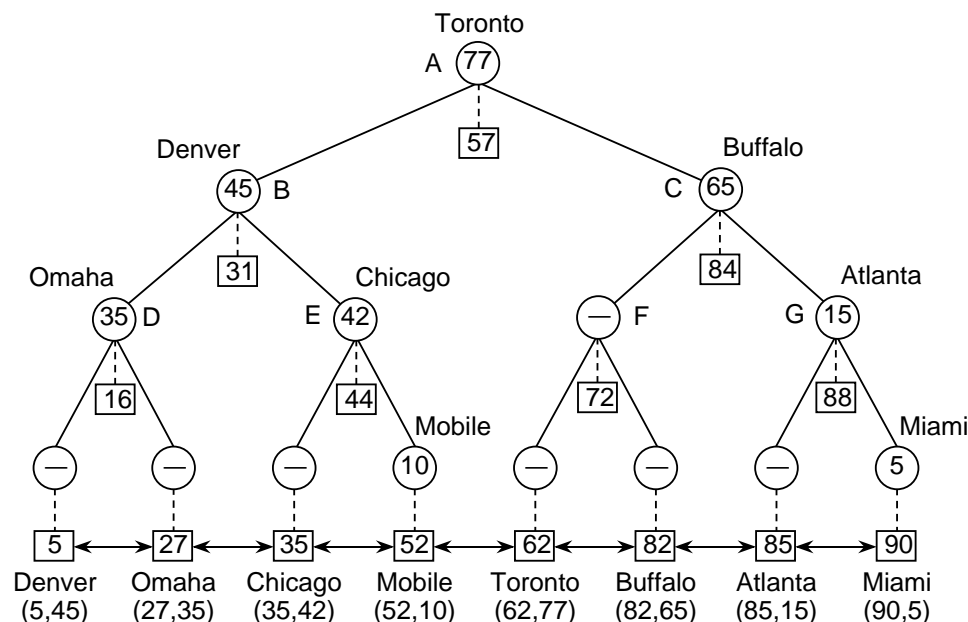 Toronto
A 77
57
Denver Buffalo
45 B C 65
31 84
Omaha Chicago Atlanta
35 D E 42 — F G 15
16 44 72 88
Mobile Miami
— — — 10 — — — 5
5 27 35 52 62 82 85 90
Denver Omaha Chicago Mobile Toronto Buffalo Atlanta Miami
(5,45) (27,35) (35,42) (52,10) (62,77) (82,65) (85,15) (90,5)